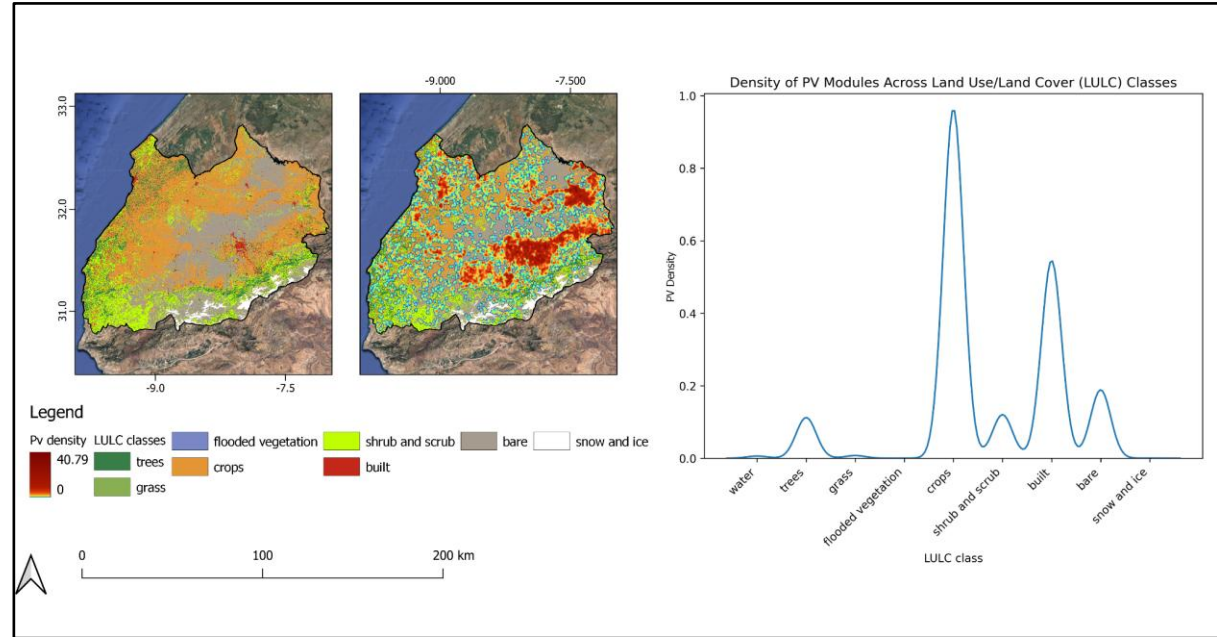 -9.000 -7.500
33.0
32.0
31.0
-9.0 -7.5
Legend
Pv density LULC classes
40.79
0
trees
grass
flooded vegetation
crops
shrub and scrub
built
bare
snow and ice
0 100 200 km
Density of PV Modules Across Land Use/Land Cover (LULC) Classes
PV Density
1.0
0.8
0.6
0.4
0.2
0.0
water
trees
grass
flooded vegetation
crops
shrub and scrub
built
bare
snow and ice
LULC class